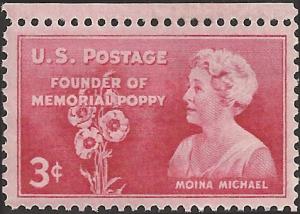 U.S. POSTAGE
FOUNDER OF
MEMORIAL POPPY
3¢
MOINA MICHAEL